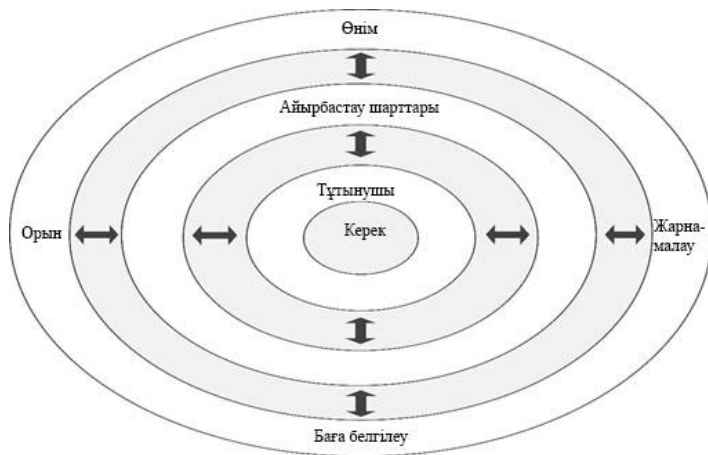 Өнім
Айырбастау шарттары
Тұтынушы
Керек
Орын
Жарна-
малау
Баға белгілеу